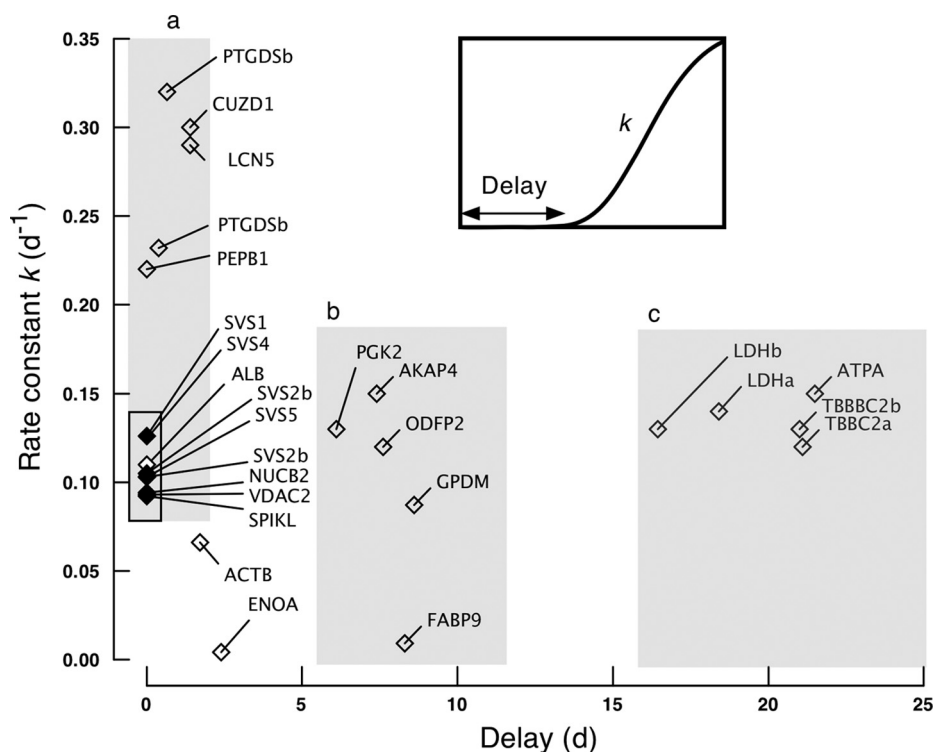 a
0.35
PTGDSb
k
0.30
CUZD1
LCN5
Delay
0.25
PTGDSb
PEPB1
0.20
b
c
SVS1
SVS4
PGK2
LDHb
ALB
AKAP4
LDHa
ATPA
0.15
SVS2b
TBBBC2b
SVS5
ODFP2
TBBC2a
SVS2b
NUCB2
GPDM
0.10
VDAC2
SPIKL
0.05
ACTB
ENOA
FABP9
0.00
Rate constant k (d-1)
0 5 10 15 20 25
Delay (d)